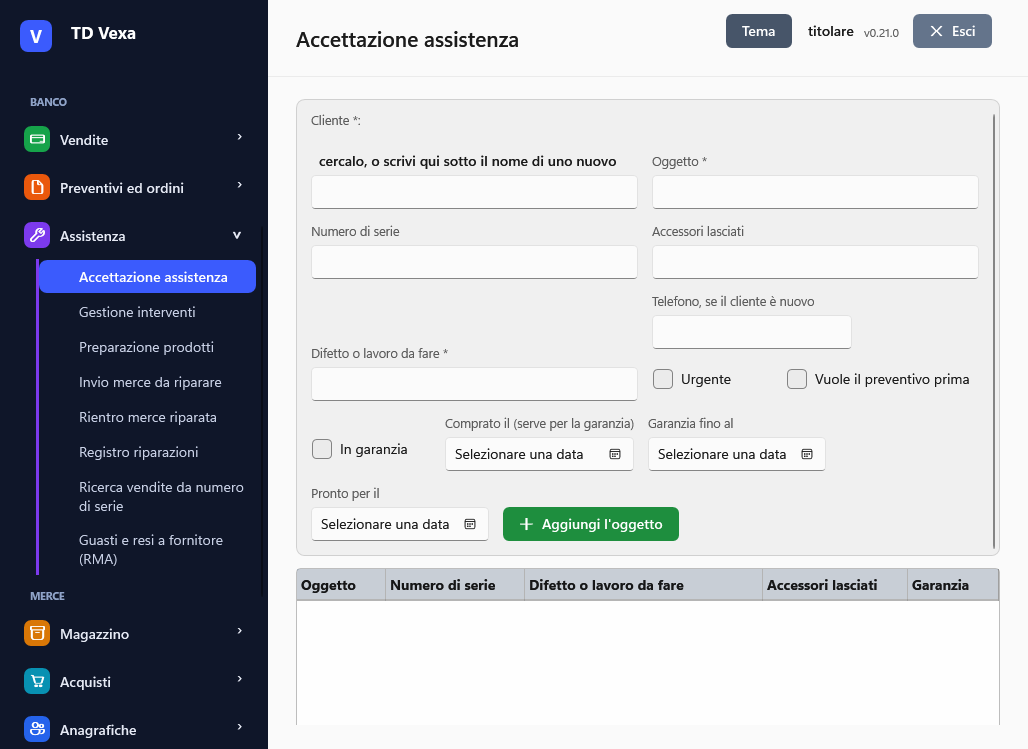 V
TD Vexa
Accettazione assistenza
Tema
titolare
v0.21.0
Esci
BANCO
Vendite
Preventivi ed ordini
Assistenza
Accettazione assistenza
Gestione interventi
Preparazione prodotti
Invio merce da riparare
Rientro merce riparata
Registro riparazioni
Ricerca vendite da numero
di serie
Guasti e resi a fornitore
(RMA)
MERCE
Magazzino
Acquisti
Anagrafiche
Cliente *:
cercalo, o scrivi qui sotto il nome di uno nuovo
Oggetto *
Numero di serie
Accessori lasciati
Telefono, se il cliente è nuovo
Difetto o lavoro da fare *
Urgente
Vuole il preventivo prima
In garanzia
Comprato il (serve per la garanzia)
Selezionare una data
Garanzia fino al
Selezionare una data
Pronto per il
Selezionare una data
Aggiungi l'oggetto
Oggetto
Numero di serie
Difetto o lavoro da fare
Accessori lasciati
Garanzia